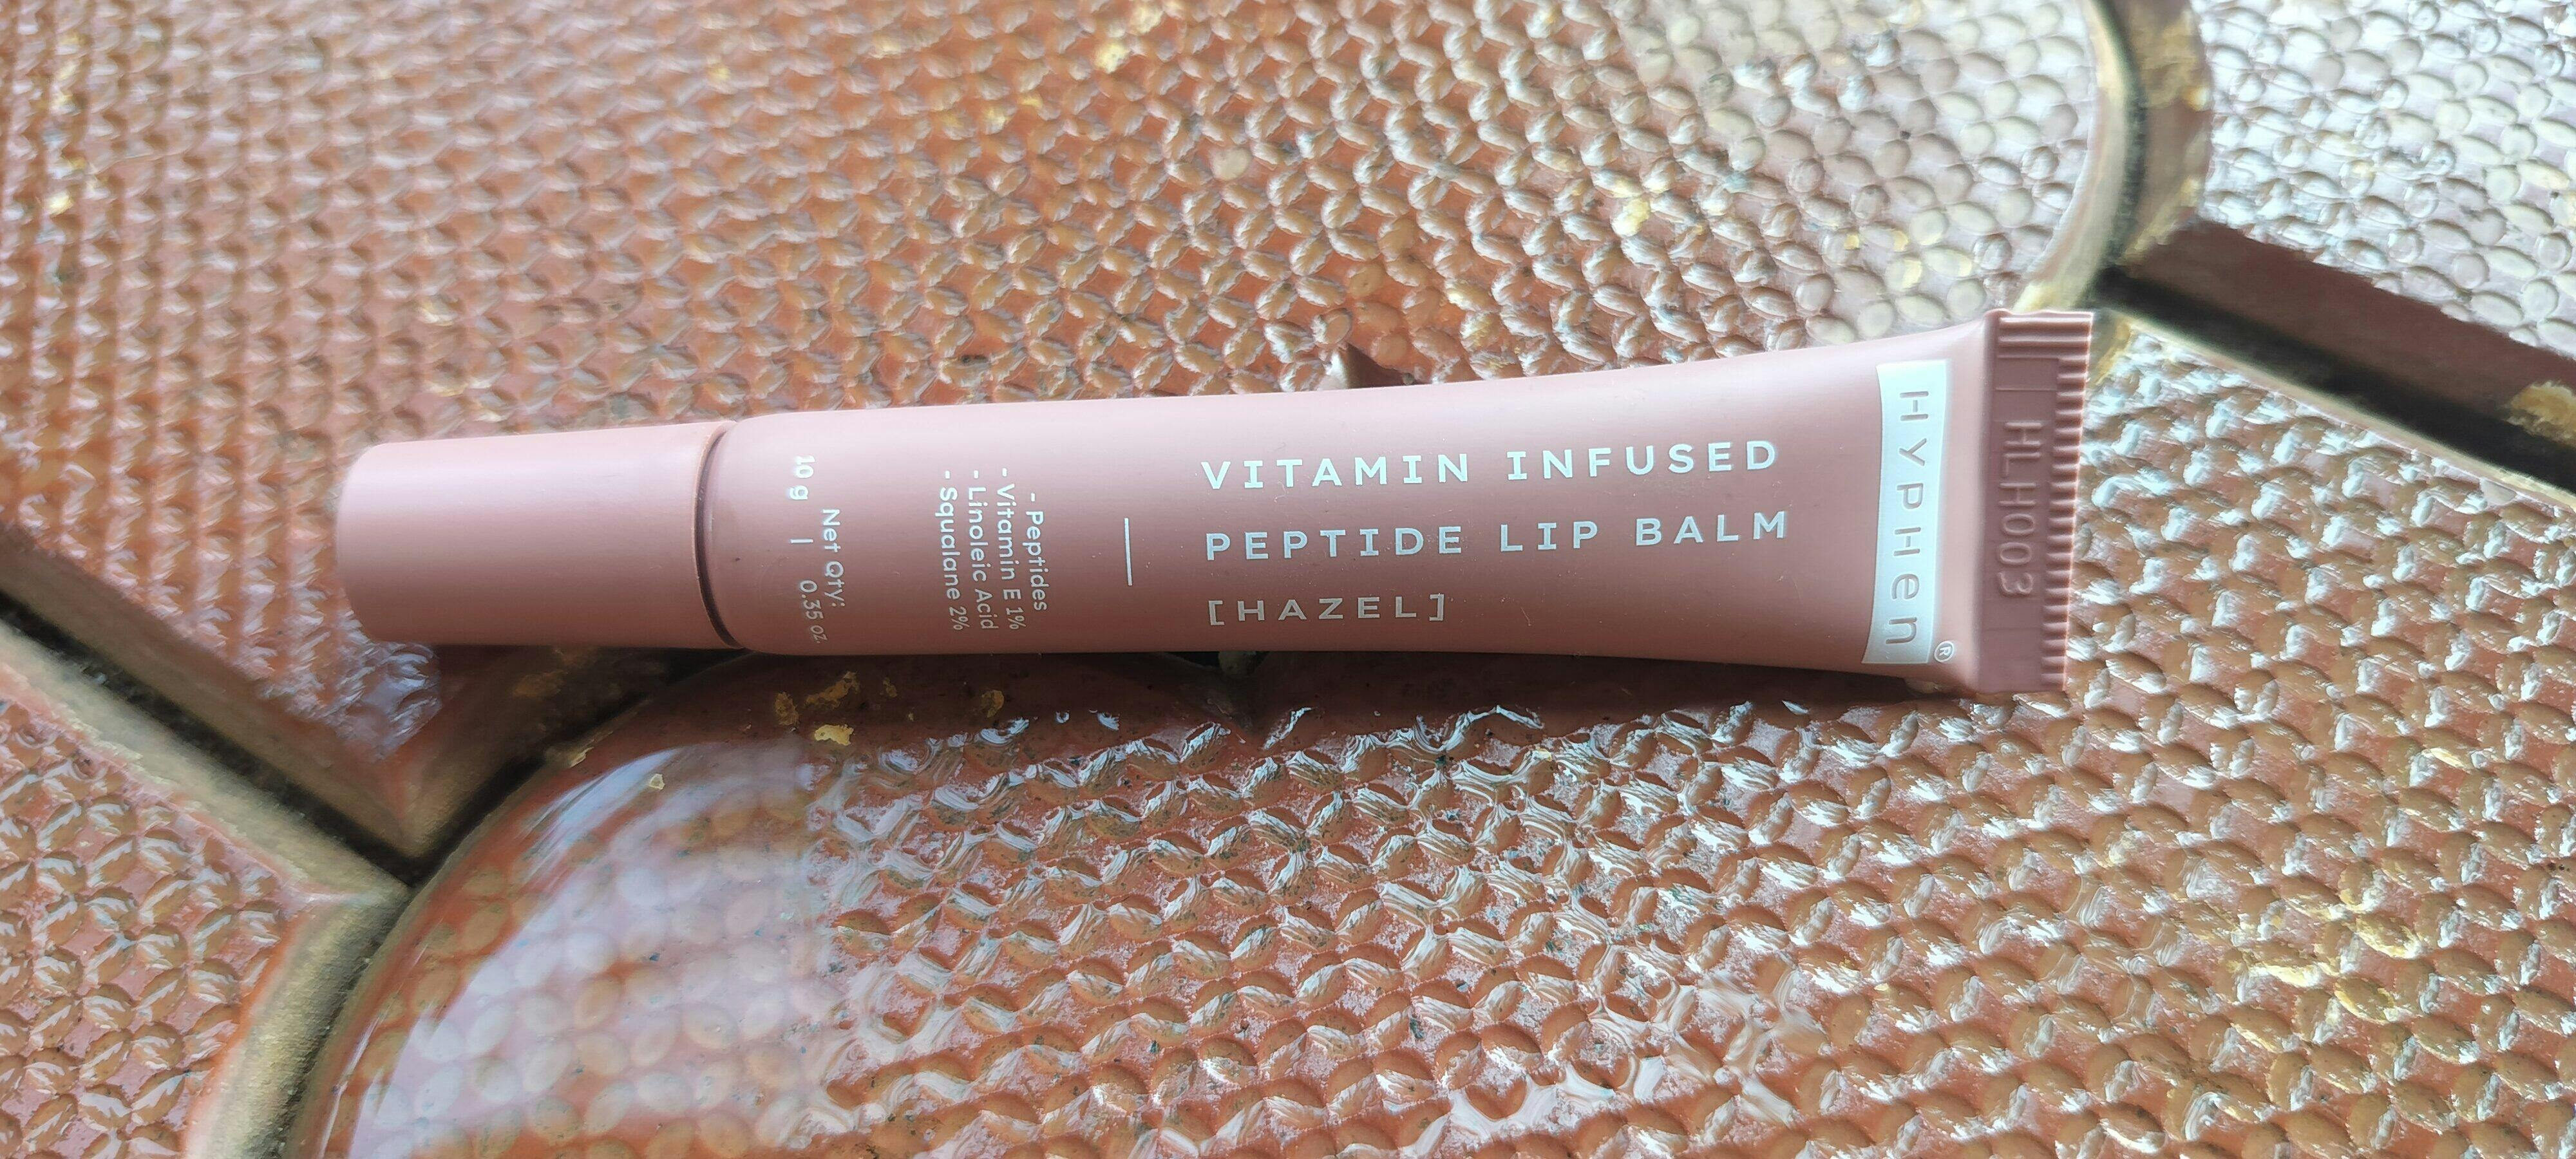 HYPHEN®
HLH003
VITAMIN INFUSED
PEPTIDE LIP BALM
[HAZEL]
- Peptides
- Vitamin E 1%
- Linoleic Acid
- Squalane 2%
Net Qty:
10 g | 0.35 oz